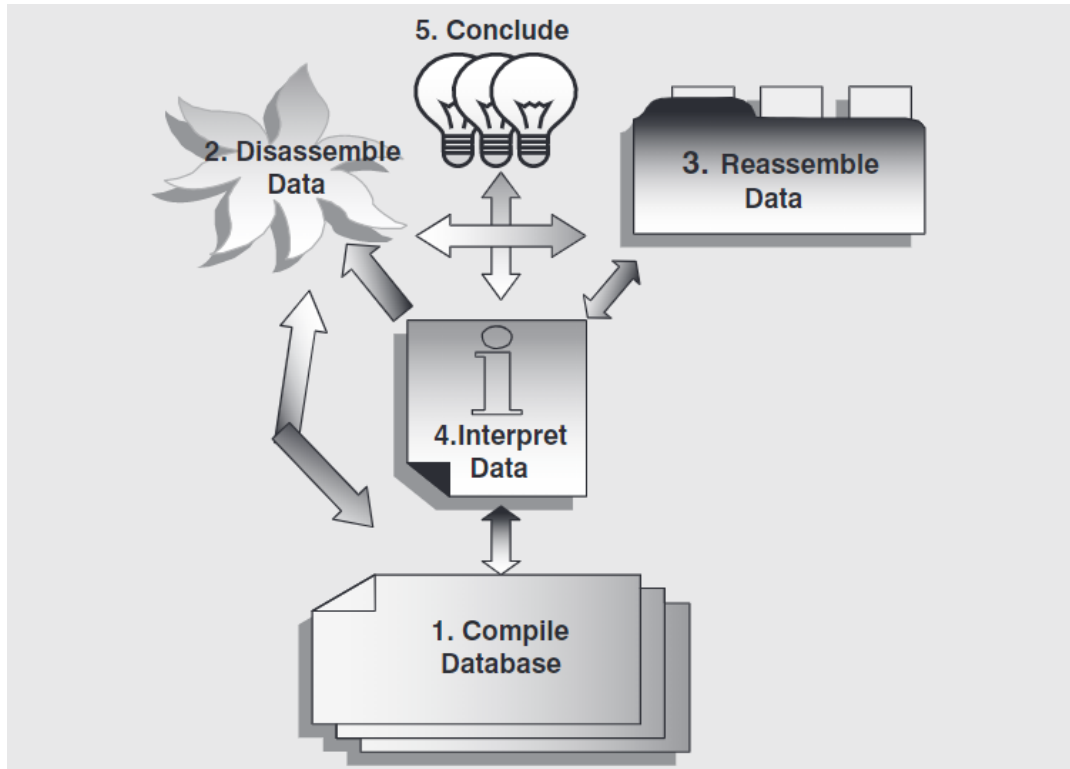 5. Conclude
2. Disassemble
Data
3. Reassemble
Data
4.Interpret
Data
1. Compile
Database